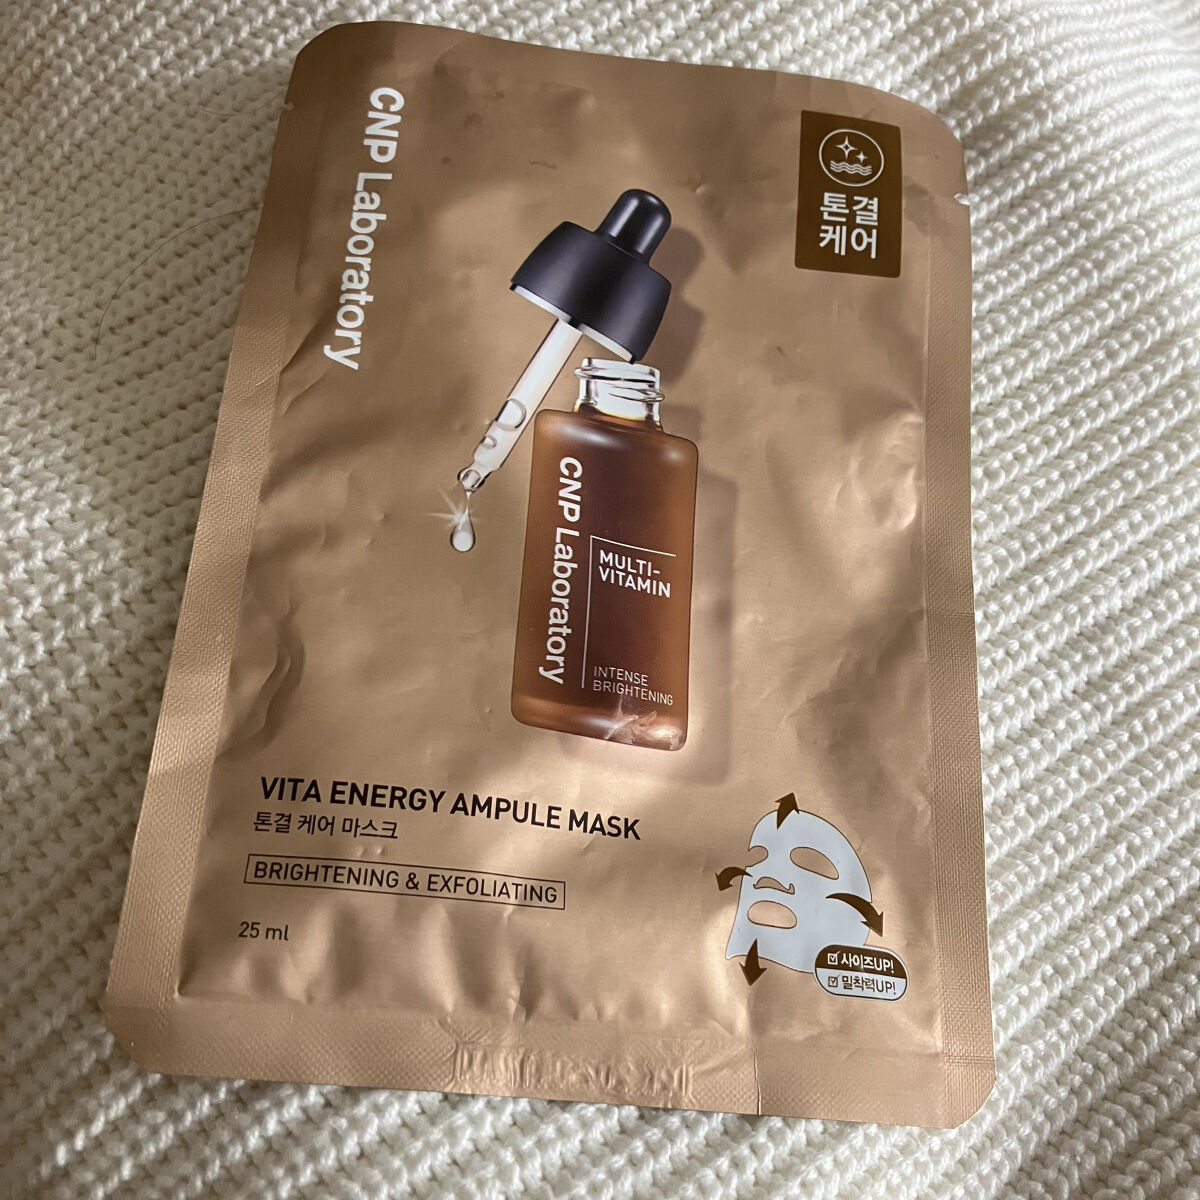 CNP Laboratory
톤결
케어
CNP Laboratory
MULTI-
VITAMIN
INTENSE
BRIGHTENING
VITA ENERGY AMPULE MASK
톤결 케어 마스크
BRIGHTENING & EXFOLIATING
25 ml
사이즈UP!
밀착력UP!